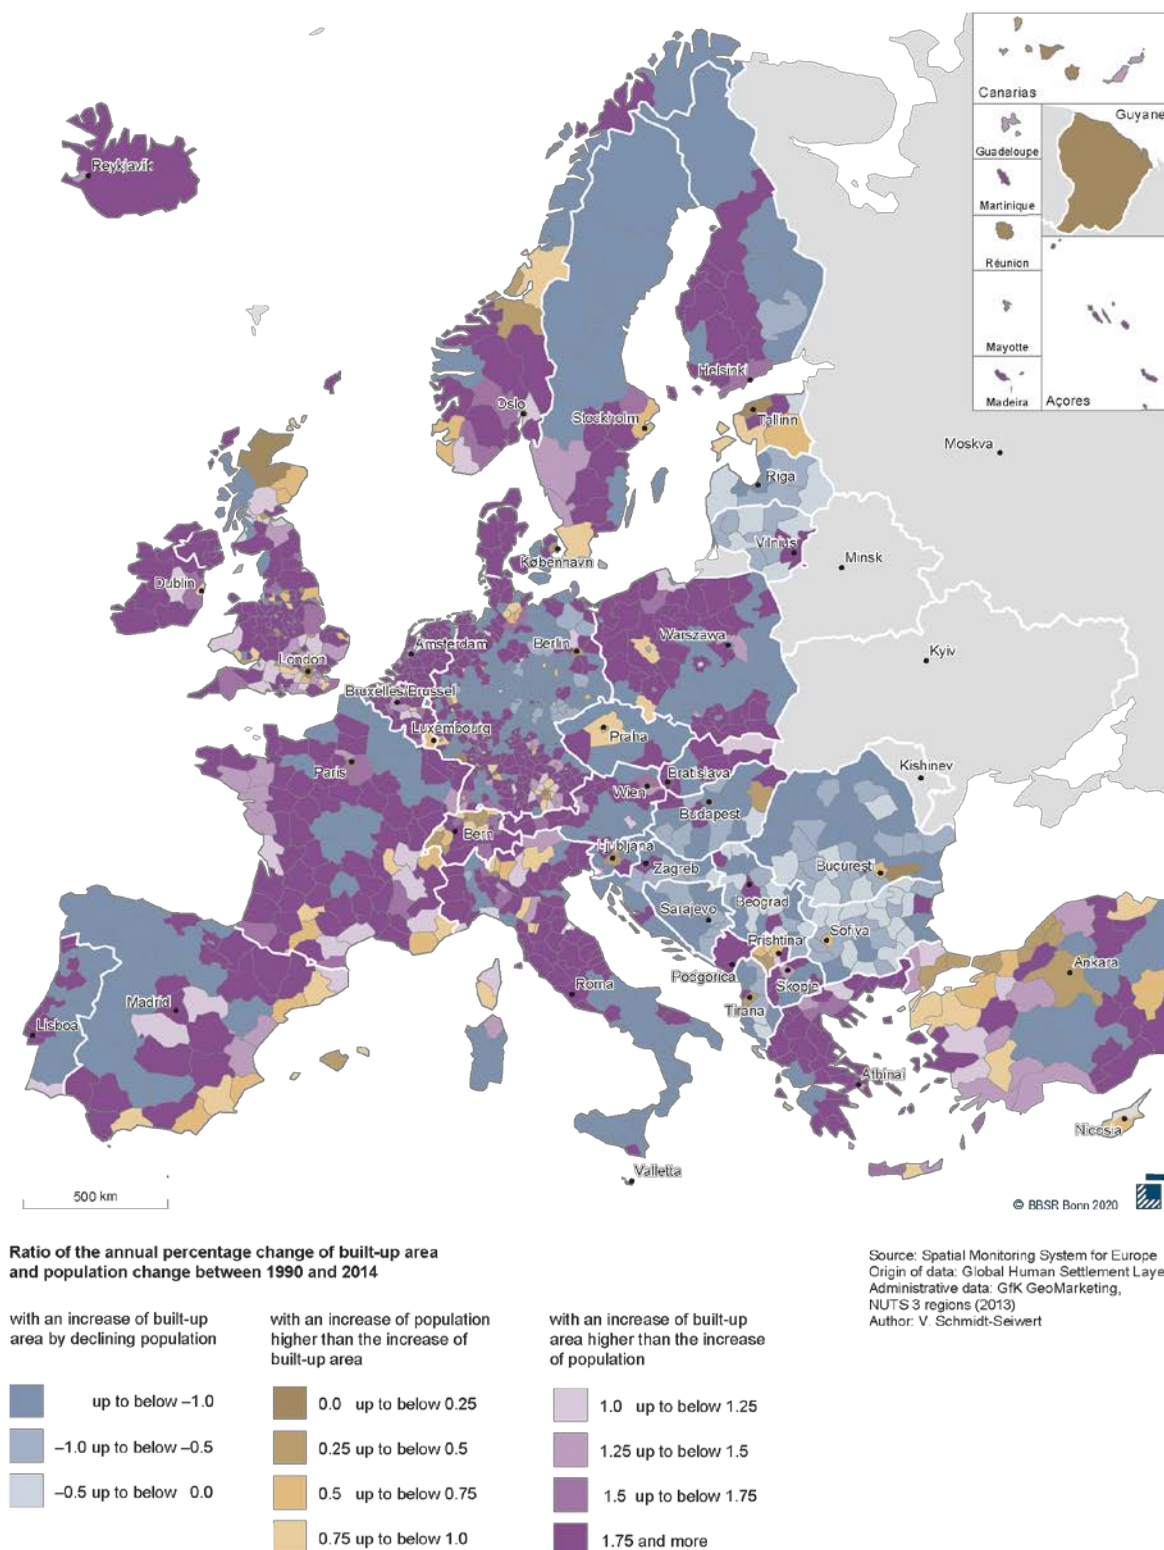 Canarias
Guyane
Guadeloupe
Martinique
Réunion
Mayotte
Madeira
Açores
Reykjavík
Helsinki
Oslo
Stockholm
Tallinn
Moskva
Riga
København
Vilnius
Minsk
Dublin
Amsterdam
Berlin
Warszawa
Kyiv
London
Bruxelles/Brussel
Luxembourg
Praha
Kishinev
Paris
Wien
Bratislava
Budapest
Bern
Ljubljana
Zagreb
Bucureşti
Beograd
Sarajevo
Prishtina
Sofiya
Podgorica
Skopje
Ankara
Madrid
Roma
Tirana
Lisboa
Athinai
Nicosia
Valletta
500 km
© BBSR Bonn 2020
Ratio of the annual percentage change of built-up area
and population change between 1990 and 2014
with an increase of built-up
area by declining population
up to below –1.0
–1.0 up to below –0.5
–0.5 up to below 0.0
with an increase of population
higher than the increase of
built-up area
0.0 up to below 0.25
0.25 up to below 0.5
0.5 up to below 0.75
0.75 up to below 1.0
with an increase of built-up
area higher than the increase
of population
1.0 up to below 1.25
1.25 up to below 1.5
1.5 up to below 1.75
1.75 and more
Source: Spatial Monitoring System for Europe
Origin of data: Global Human Settlement Laye
Administrative data: GfK GeoMarketing,
NUTS 3 regions (2013)
Author: V. Schmidt-Seiwert